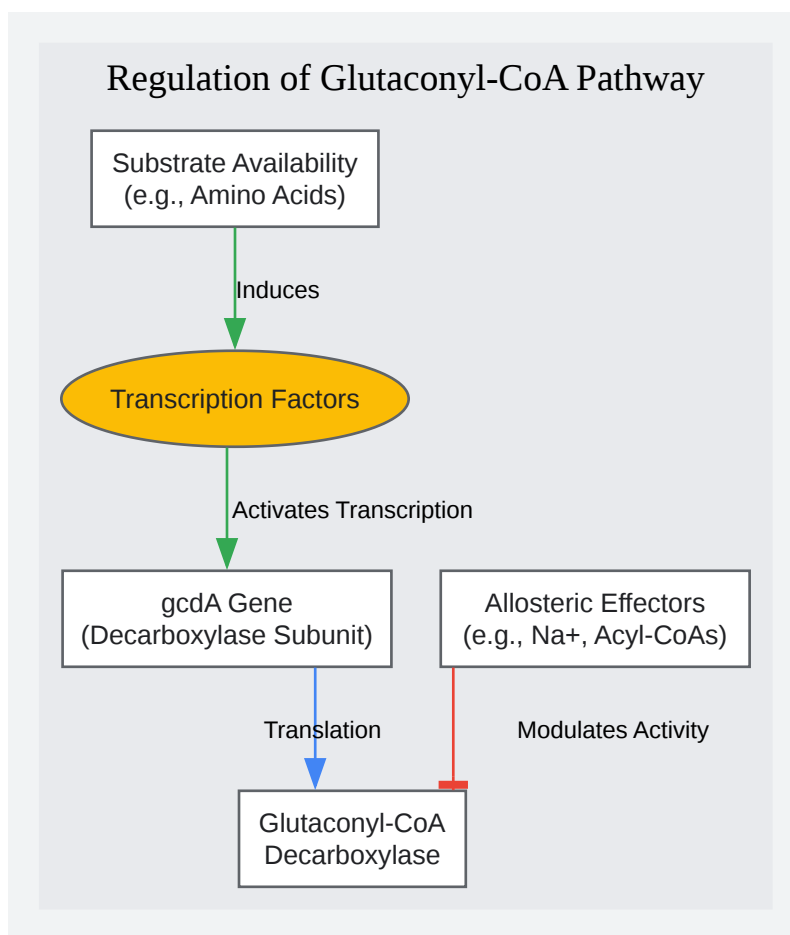 Regulation of Glutaconyl-CoA Pathway
Substrate Availability
(e.g., Amino Acids)
Induces
Transcription Factors
Activates Transcription
gcdA Gene
(Decarboxylase Subunit)
Allosteric Effectors
(e.g., Na+, Acyl-CoAs)
Translation
Modulates Activity
Glutaconyl-CoA
Decarboxylase